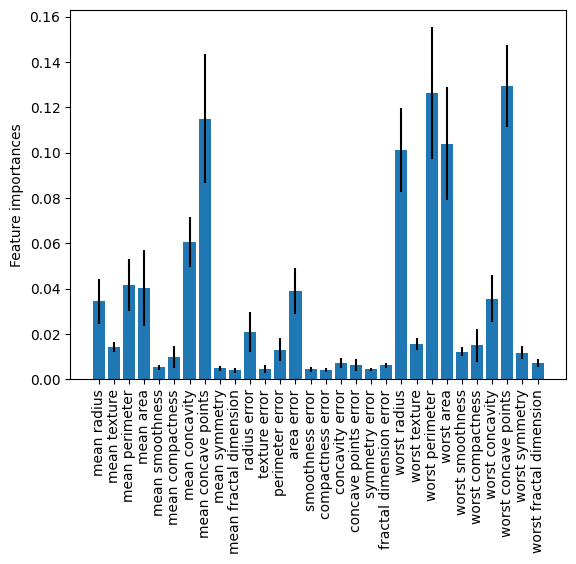 0.16
0.14
0.12
0.10
0.08
0.06
0.04
0.02
0.00
Feature importances
mean radius
mean texture
mean perimeter
mean area
mean smoothness
mean compactness
mean concavity
mean concave points
mean symmetry
mean fractal dimension
radius error
texture error
perimeter error
area error
smoothness error
compactness error
concavity error
concave points error
symmetry error
fractal dimension error
worst radius
worst texture
worst perimeter
worst area
worst smoothness
worst compactness
worst concavity
worst concave points
worst symmetry
worst fractal dimension